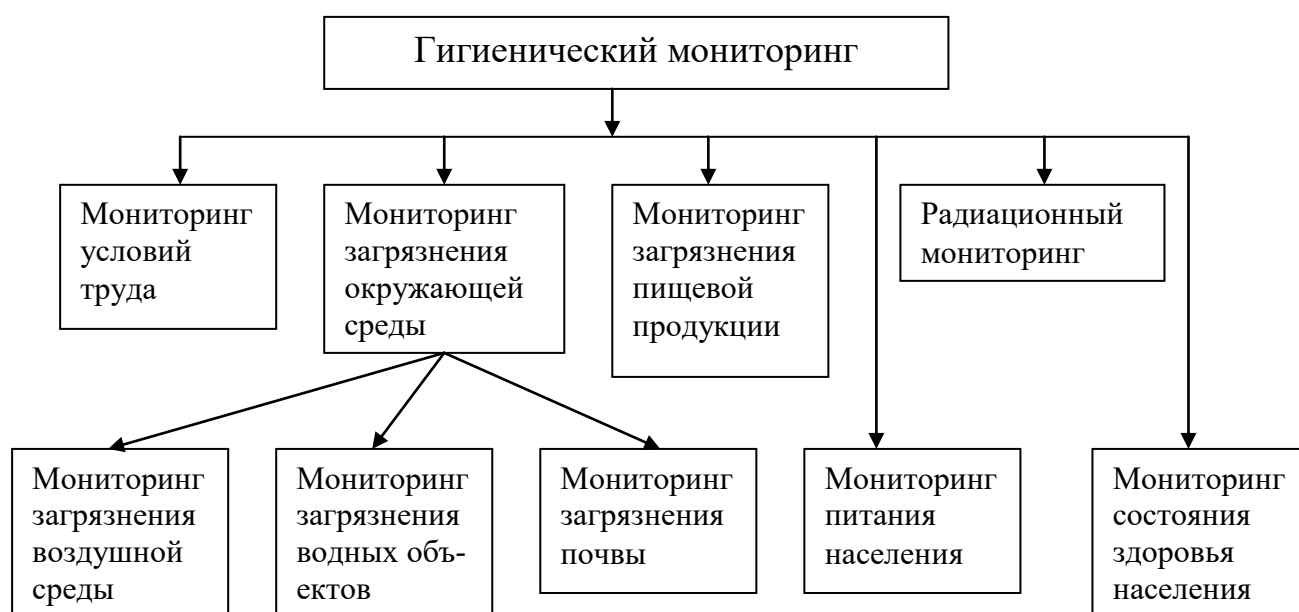 Гигиенический мониторинг
Мониторинг
условий
труда
Мониторинг
загрязнения
окружающей
среды
Мониторинг
загрязнения
пищевой
продукции
Радиационный
мониторинг
Мониторинг
загрязнения
воздушной
среды
Мониторинг
загрязнения
водных объ-
ектов
Мониторинг
загрязнения
почвы
Мониторинг
питания
населения
Мониторинг
состояния
здоровья
населения